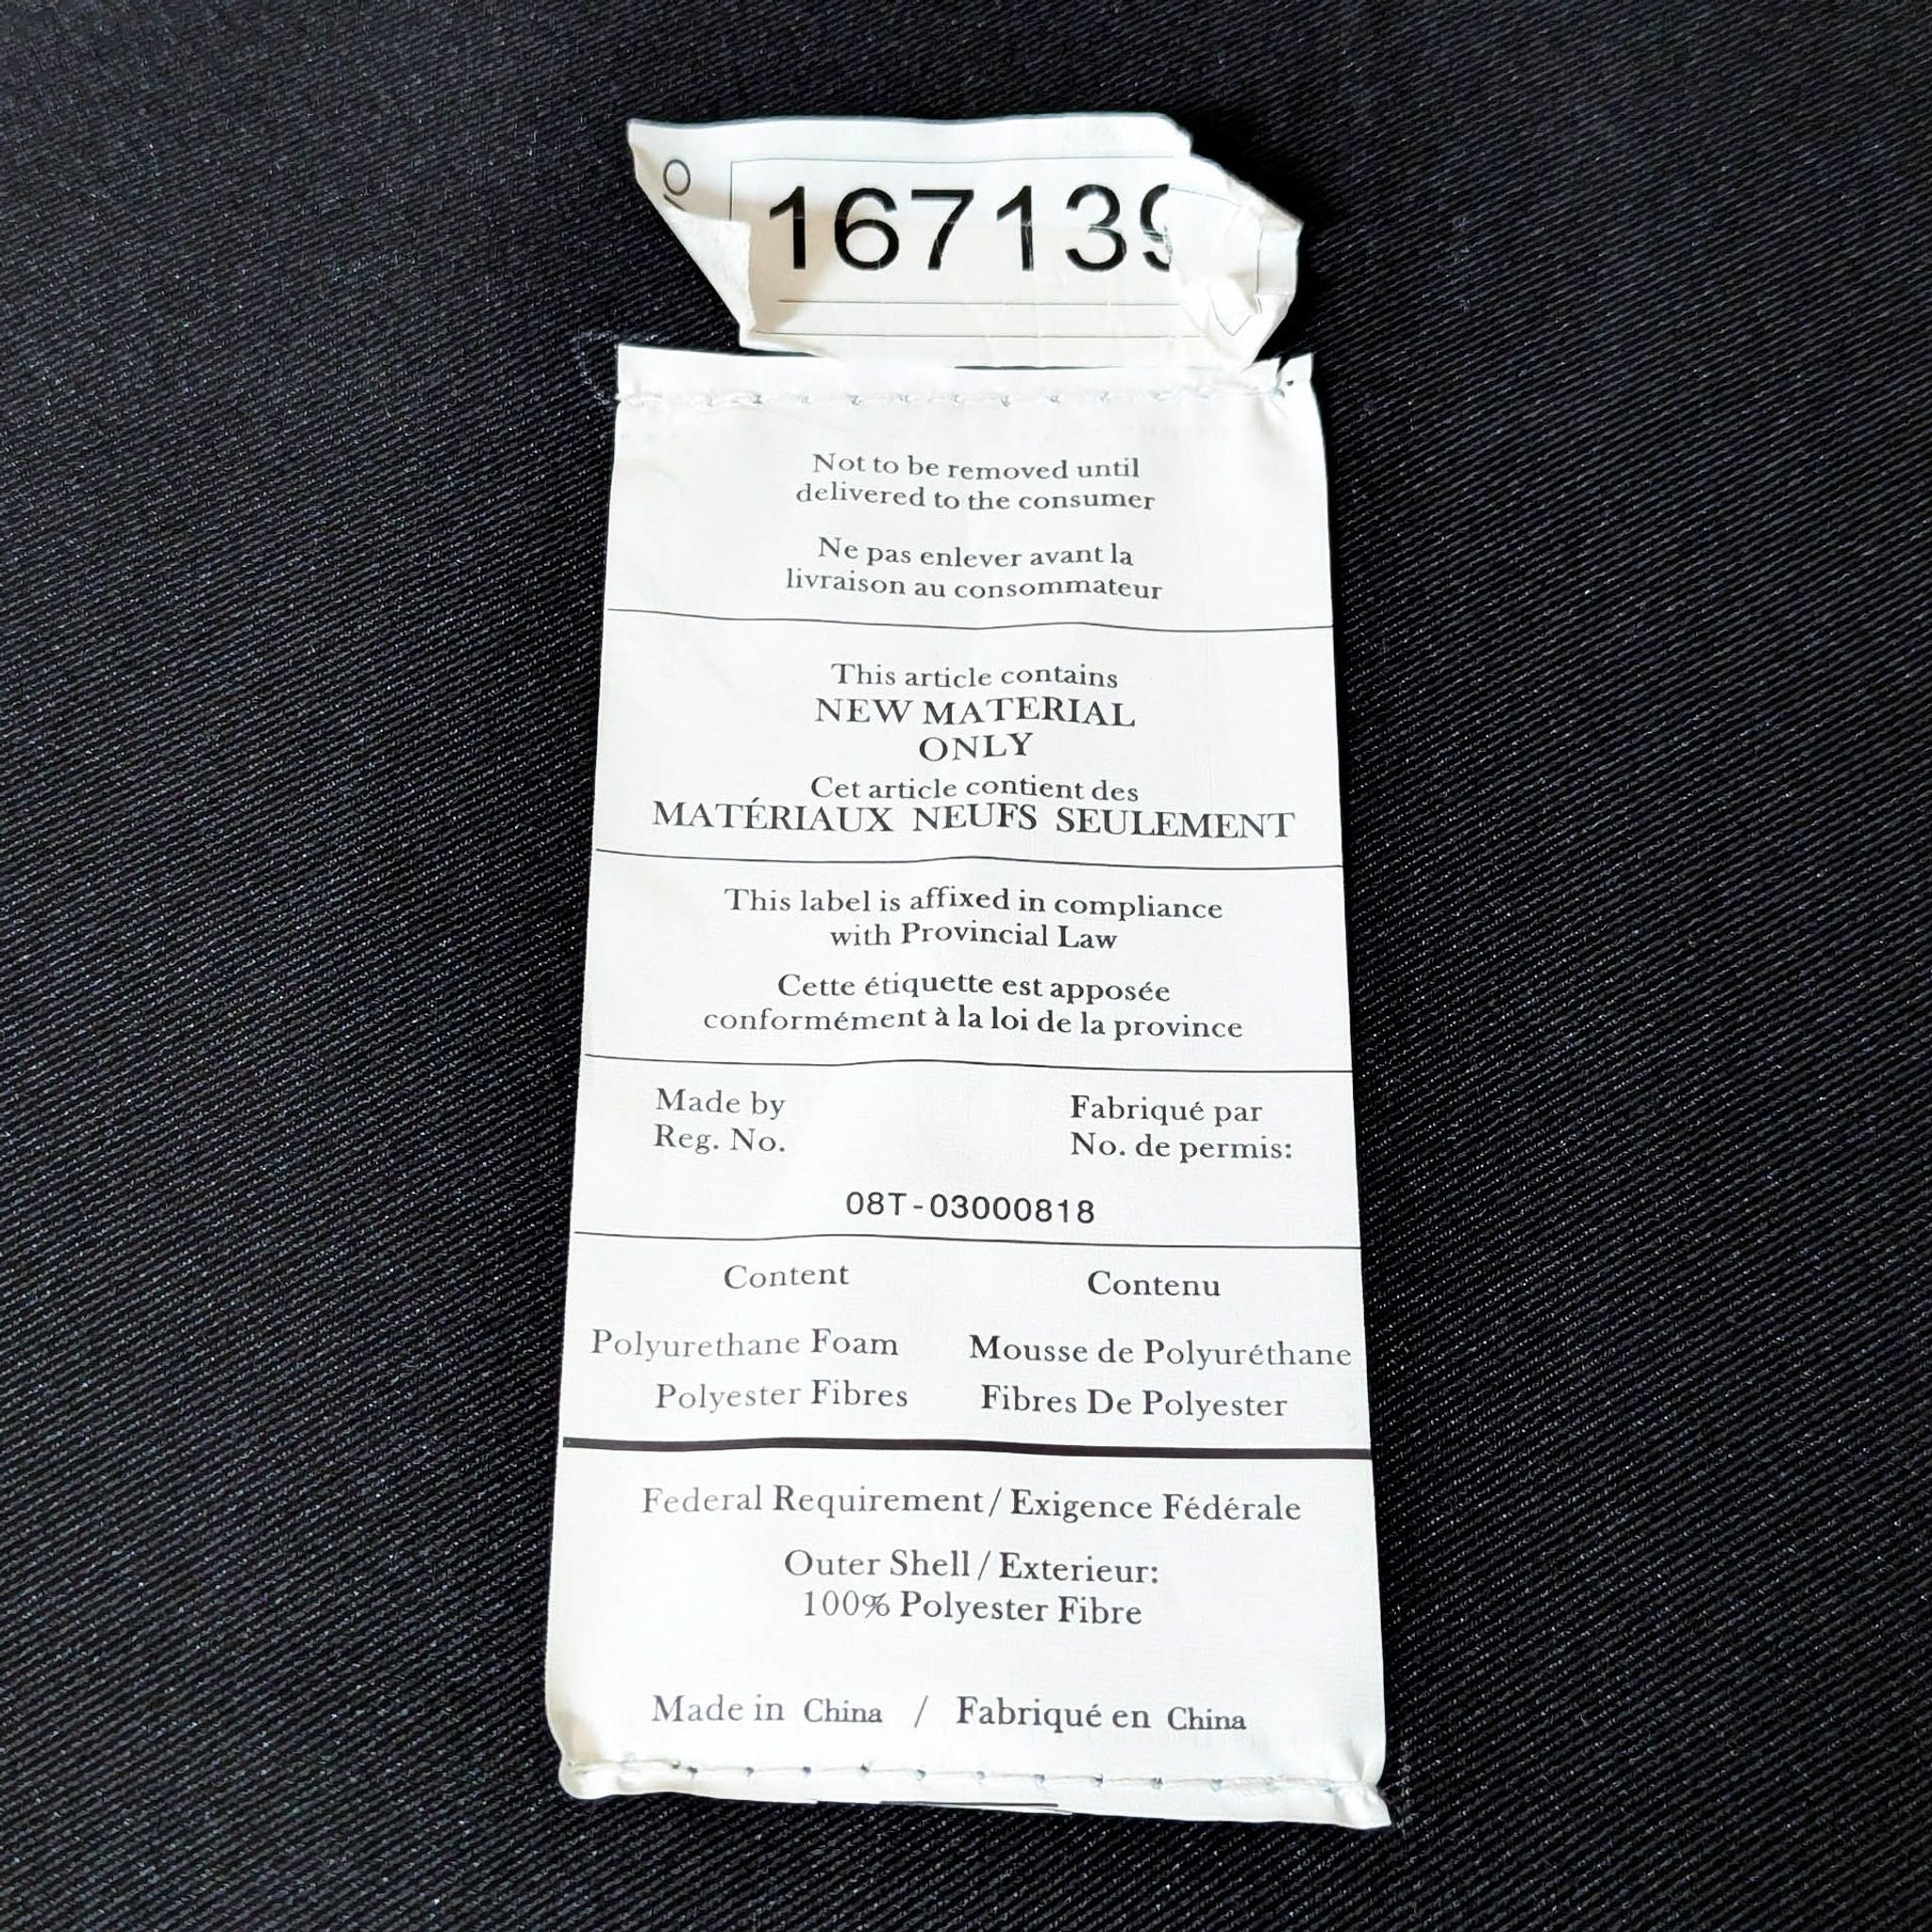 167139
Not to be removed until
delivered to the consumer
Ne pas enlever avant la
livraison au consommateur
This article contains
NEW MATERIAL
ONLY
Cet article contient des
MATÉRIAUX NEUFS SEULEMENT
This label is affixed in compliance
with Provincial Law
Cette étiquette est apposée
conformément à la loi de la province
Made by
Reg. No.
Fabriqué par
No. de permis:
08T-03000818
Content
Contenu
Polyurethane Foam
Mousse de Polyuréthane
Polyester Fibres
Fibres De Polyester
Federal Requirement / Exigence Fédérale
Outer Shell / Exterieur:
100% Polyester Fibre
Made in China / Fabriqué en China